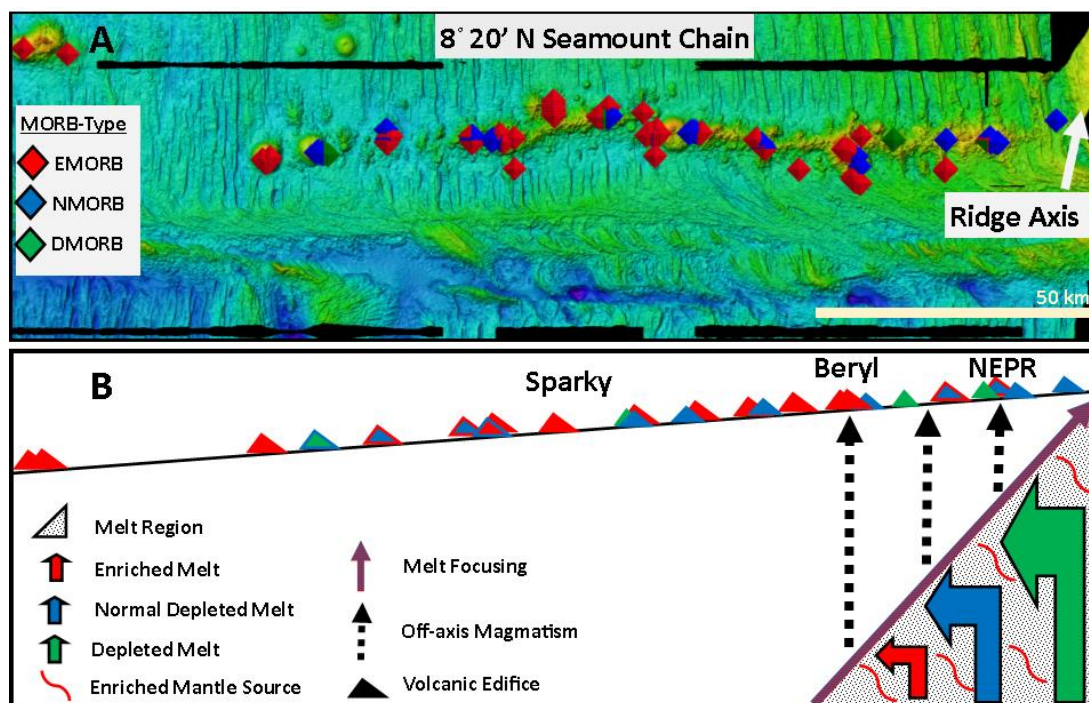 A
8° 20' N Seamount Chain
MORB-Type
EMORB
NMORB
DMORB
Ridge Axis
50 km
B
Sparky
Beryl
NEPR
Melt Region
Enriched Melt
Normal Depleted Melt
Depleted Melt
Enriched Mantle Source
Melt Focusing
Off-axis Magmatism
Volcanic Edifice